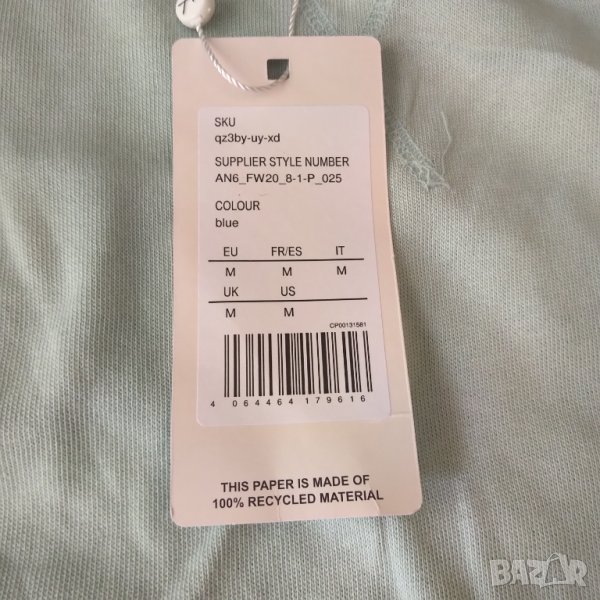 SKU
qz3by-uy-xd
SUPPLIER STYLE NUMBER
AN6_FW20_8-1-P_025
COLOUR
blue
EU FR/ES IT
M M M
UK US
M M
CP00131581
4 064464 179616
THIS PAPER IS MADE OF
100% RECYCLED MATERIAL
BAZAR